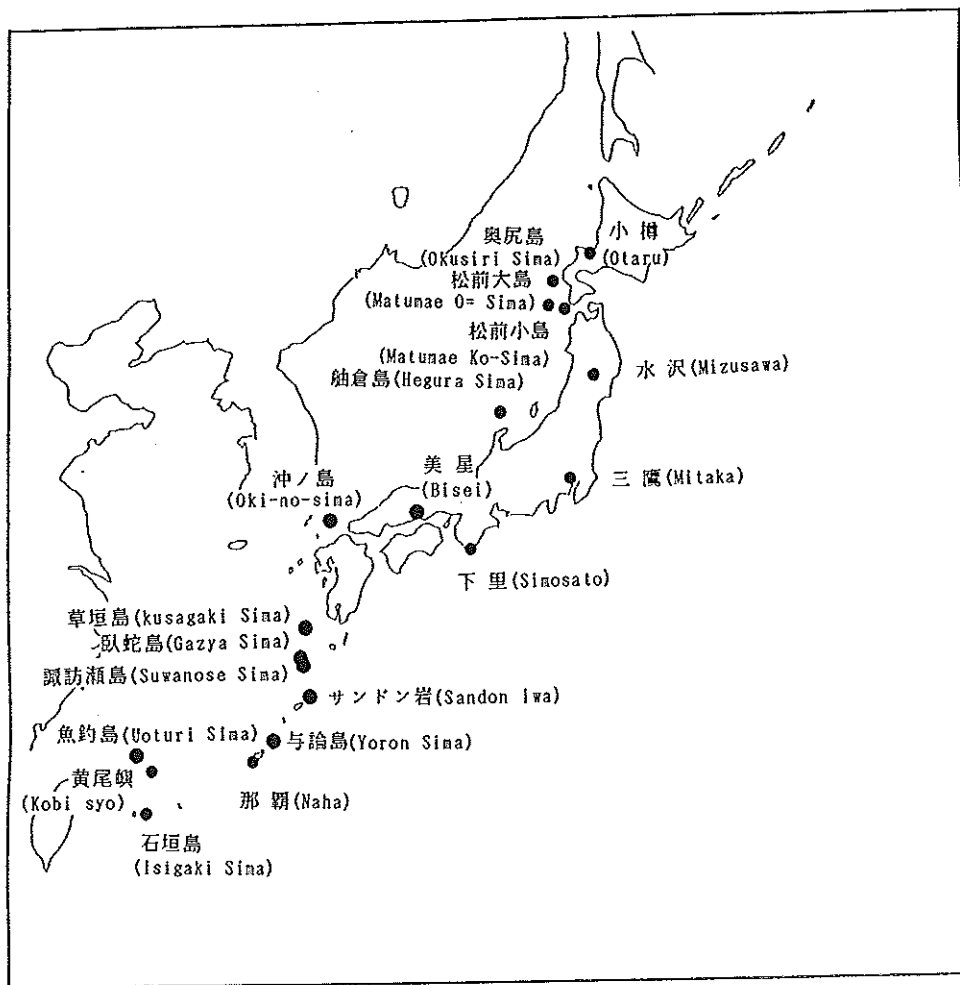 奥尻島
(OKusiri Sima)
小 樽
(Otaru)
松前大島
(Matumae O= Sima)
松前小島
(Matumae Ko-Sima)
舳倉島(Hegura Sima)
水 沢(Mizusawa)
美 星
(Bisei)
沖ノ島
(Oki-no-sima)
三 鷹(Mitaka)
下 里(Simosato)
草垣島(kusagaki Sima)
臥蛇島(Gazya Sima)
諏訪瀬島(Suwanose Sima)
サンドン岩(Sandon iwa)
魚釣島(Uoturi Sima)
与論島(Yoron Sima)
黄尾嶼
(Kobi syo)
那 覇(Naha)
石垣島
(Isigaki Sima)